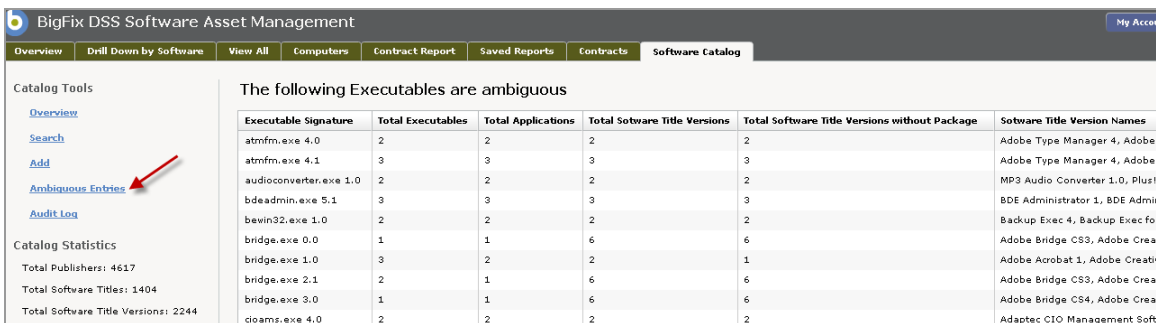 BigFix DSS Software Asset Management
My Accou
Overview Drill Down by Software View All Computers Contract Report Saved Reports Contracts Software Catalog
Catalog Tools
Overview
Search
Add
Ambiguous Entries
Audit Log
Catalog Statistics
Total Publishers: 4617
Total Software Titles: 1404
Total Software Title Versions: 2244
The following Executables are ambiguous
Executable Signature Total Executables Total Applications Total Sotware Title Versions Total Software Title Versions without Package Sotware Title Version Names
atmfm.exe 4.0 2 2 2 2 Adobe Type Manager 4, Adobe
atmfm.exe 4.1 3 3 3 3 Adobe Type Manager 4, Adobe
audioconverter.exe 1.0 2 2 2 2 MP3 Audio Converter 1.0, Plus!
bdeadmin.exe 5.1 3 3 3 3 BDE Administrator 1, BDE Admi
bewin32.exe 1.0 2 2 2 2 Backup Exec 4, Backup Exec fo
bridge.exe 0.0 1 1 6 6 Adobe Bridge CS3, Adobe Crea
bridge.exe 1.0 3 2 2 1 Adobe Acrobat 1, Adobe Creati
bridge.exe 2.1 2 1 6 6 Adobe Bridge CS3, Adobe Crea
bridge.exe 3.0 1 1 6 6 Adobe Bridge CS4, Adobe Crea
cioams.exe 4.0 2 2 2 2 Adaptec CIO Management Soft